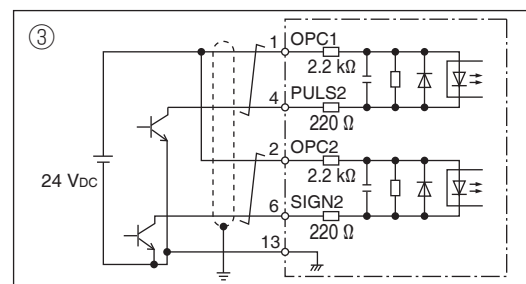 ③
1 OPC1
2.2 kΩ
4 PULS2
220 Ω
2 OPC2
2.2 kΩ
24 VDC
6 SIGN2
220 Ω
13